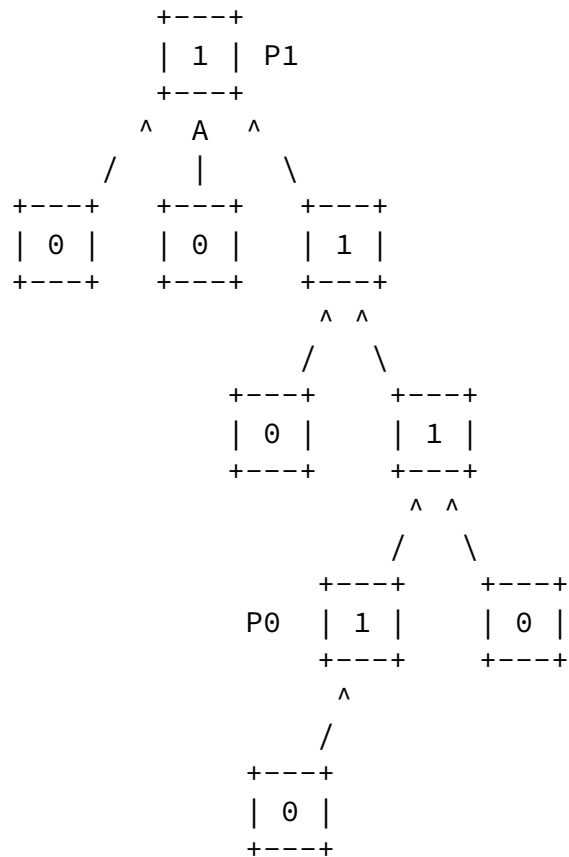 +---+
| 1 | P1
+---+
^ A ^
/ | \
+---+ +---+ +---+
| 0 | | 0 | | 1 |
+---+ +---+ +---+
^ ^
/ \
+---+ +---+
| 0 | | 1 |
+---+ +---+
^ ^
/ \
+---+ +---+
P0 | 1 | | 0 |
+---+ +---+
^
/
+---+
| 0 |
+---+